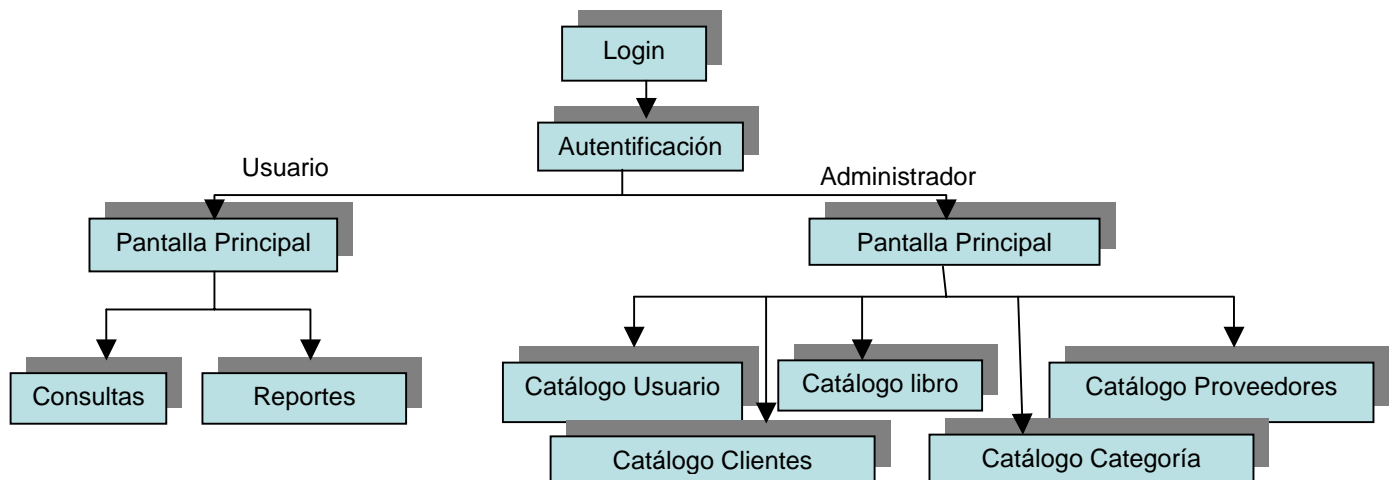 Login
Autentificación
Usuario
Administrador
Pantalla Principal
Pantalla Principal
Consultas
Reportes
Catálogo Usuario
Catálogo libro
Catálogo Proveedores
Catálogo Clientes
Catálogo Categoría